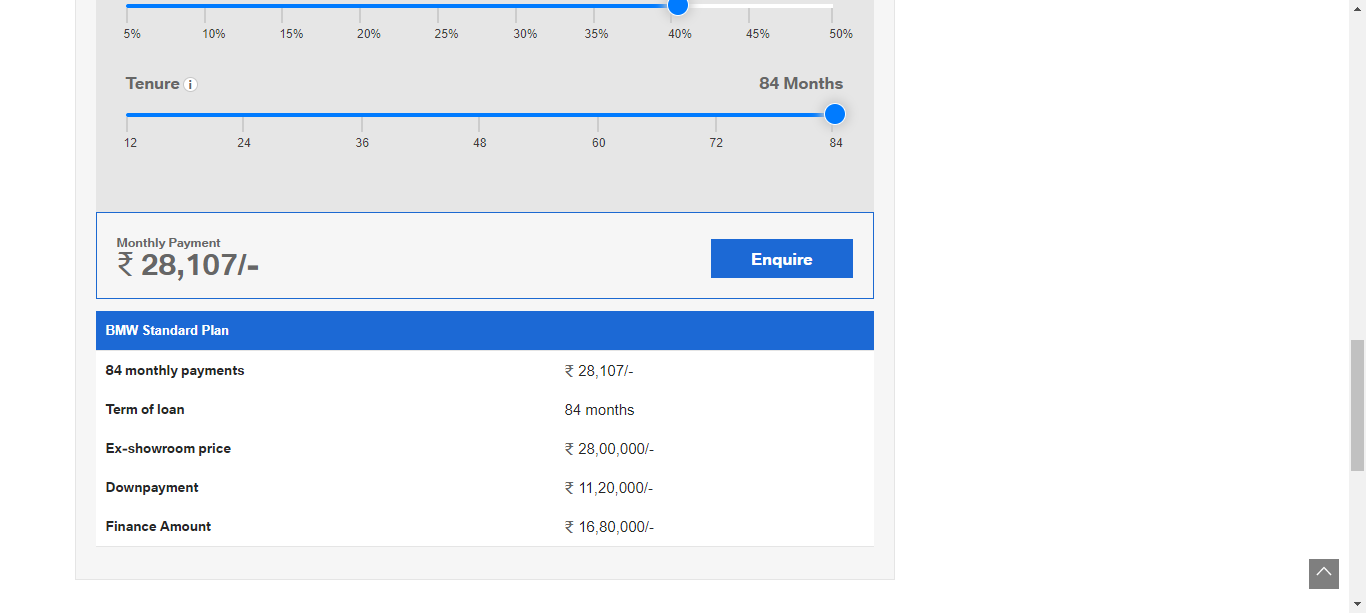 5% 10% 15% 20% 25% 30% 35% 40% 45% 50%
Tenure i 84 Months
12 24 36 48 60 72 84
Monthly Payment
₹ 28,107/-
Enquire
BMW Standard Plan
84 monthly payments ₹ 28,107/-
Term of loan 84 months
Ex-showroom price ₹ 28,00,000/-
Downpayment ₹ 11,20,000/-
Finance Amount ₹ 16,80,000/-